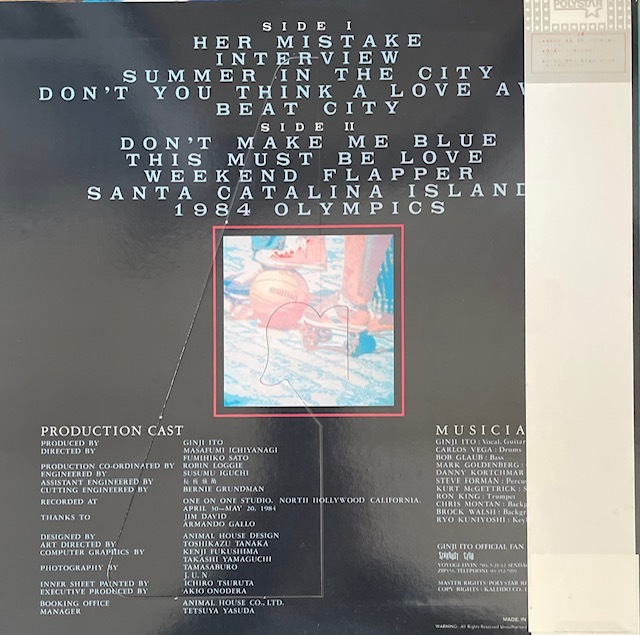 POLYSTAR
SIDE I
HER MISTAKE
INTERVIEW
SUMMER IN THE CITY
DON'T YOU THINK A LOVE
BEAT CITY
SIDE II
DON'T MAKE ME BLUE
THIS MUST BE LOVE
WEEKEND FLAPPER
SANTA CATALINA ISLAND
1984 OLYMPICS
PRODUCTION CAST
PRODUCED BY GINJI ITO
DIRECTED BY MASAFUMI ICHIYANAGI
FUMIHIKO SATO
PRODUCTION CO-ORDINATED BY ROBIN LOGGIE
ENGINEERED BY SUSUMU IGUCHI
ASSISTANT ENGINEERED BY
CUTTING ENGINEERED BY BERNIE GRUNDMAN
RECORDED AT ONE ON ONE STUDIO. NORTH HOLLYWOOD CALIFORNIA.
APRIL 30—MAY 20, 1984
THANKS TO JIM DAVID
ARMANDO GALLO
DESIGNED BY ANIMAL HOUSE DESIGN
ART DIRECTED BY TOSHIKAZU TANAKA
COMPUTER GRAPHICS BY KENJI FUKUSHIMA
TAKASHI YAMAGUCHI
PHOTOGRAPH BY TAMASABURO
J.U.N
INNER SHEET PAINTED BY ICHIRO TSURUTA
EXECUTIVE PRODUCED BY AKIO ONODERA
BOOKING OFFICE ANIMAL HOUSE CO., LTD.
MANAGER TETSUYA YASUDA
MUSICIA
GINJI ITO : Vocal, Guitar
CARLOS VEGA : Drums
BOB GLAUB : Bass
MARK GOLDENBERG :
DANNY KORTCHMAR
STEVE FORMAN : Percu
KURT McGETTRICK : S
RON KING : Trumpet
CHRIS MONTAN : Backg
BROCK WALSH : Backgr
RYO KUNIYOSHI : Key
GINJI ITO OFFICIAL FAN
MASTER RIGHTS: POLYSTAR RE
COPY RIGHTS : KALEIDO CO. L
MADE IN
WARNING: All Rights Reserved Unauthorized